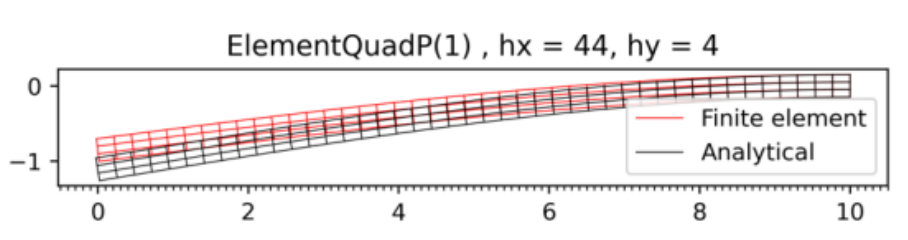 ElementQuadP(1) , hx = 44, hy = 4
0
−1
Finite element
Analytical
0 2 4 6 8 10